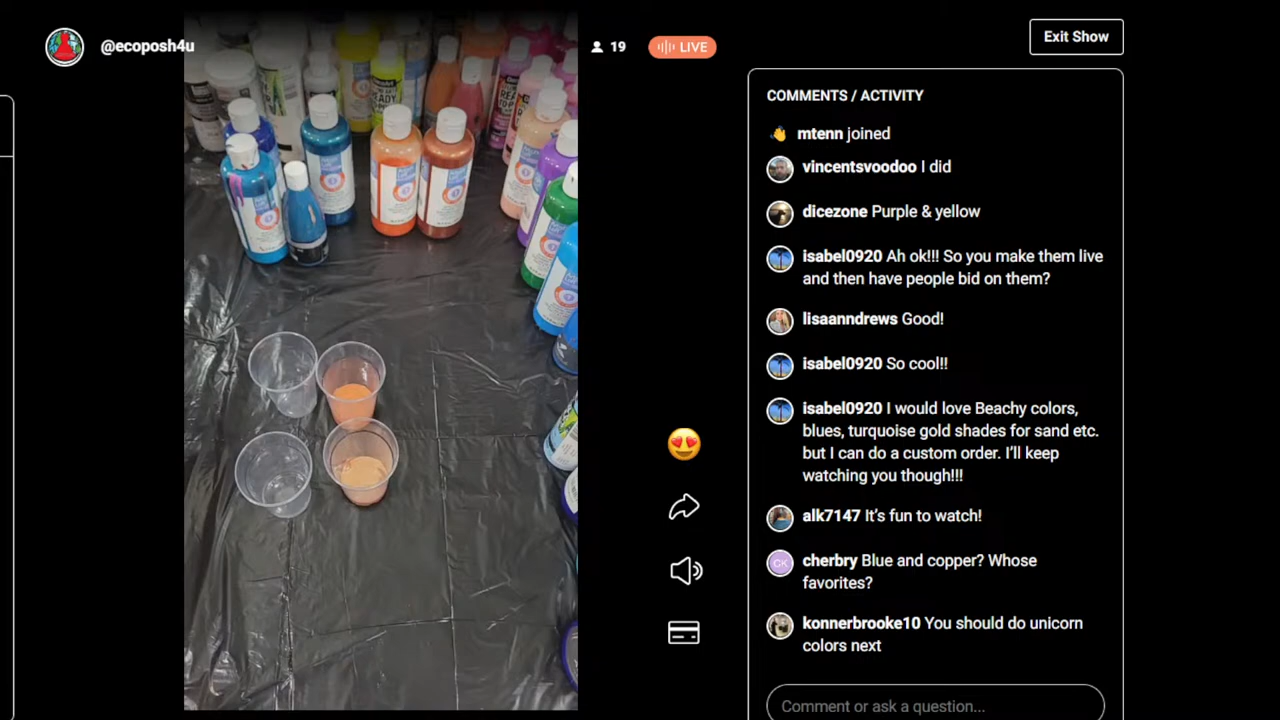 @ecoposh4u
19
LIVE
Exit Show
COMMENTS / ACTIVITY
mtenn joined
vincentsvoodoo I did
dicezone Purple & yellow
isabel0920 Ah ok!!! So you make them live
and then have people bid on them?
lisaanndrews Good!
isabel0920 So cool!!
isabel0920 I would love Beachy colors,
blues, turquoise gold shades for sand etc.
but I can do a custom order. I’ll keep
watching you though!!!
alk7147 It’s fun to watch!
CK
cherbry Blue and copper? Whose
favorites?
konnerbrooke10 You should do unicorn
colors next
Comment or ask a question...
READY